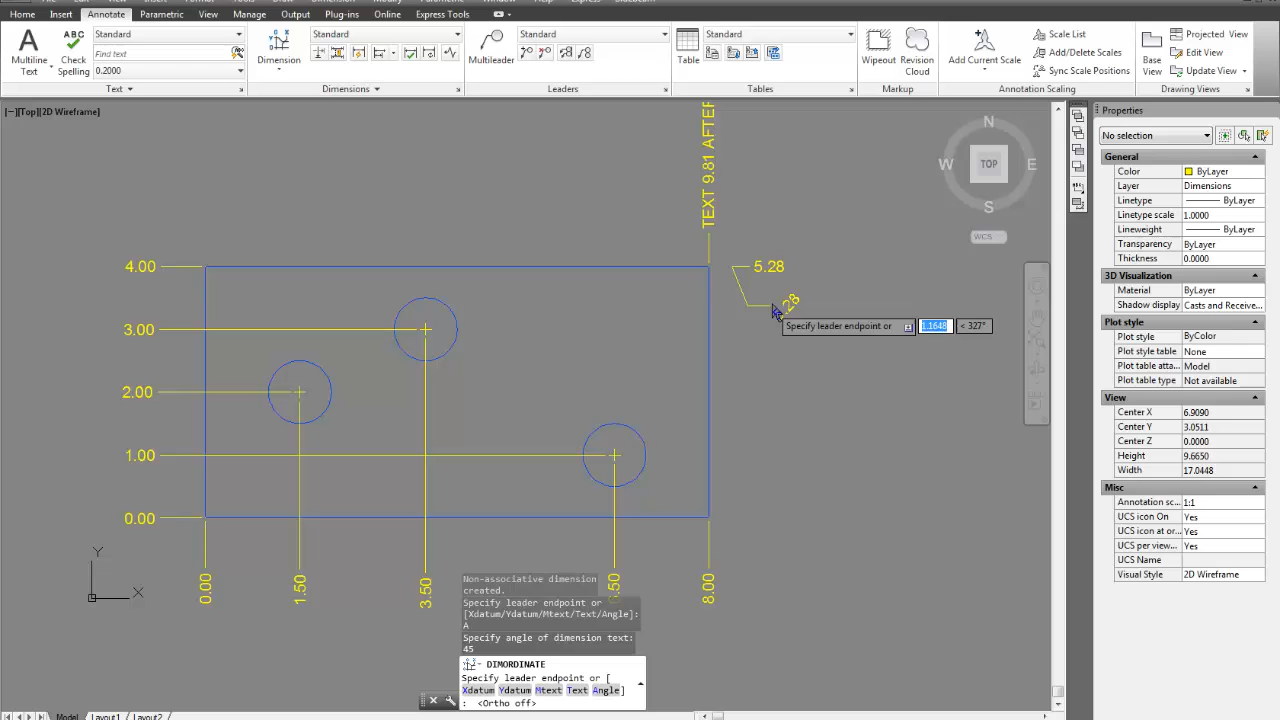 Home Insert Annotate Parametric View Manage Output Plug-ins Online Express Tools
Multiline Text
ABC
Check Spelling
Standard
Find text
0.2000
Text
Dimension
Standard
Dimensions
Multileader
Standard
Leaders
Table
Standard
Tables
Wipeout
Revision Cloud
Markup
Add Current Scale
Scale List
Add/Delete Scales
Sync Scale Positions
Annotation Scaling
Base View
Projected View
Edit View
Update View
Drawing Views
[−][Top][2D Wireframe]
TEXT 9.81 AFTER
N
W TOP E
S
WCS
4.00
5.28
3.00
Specify leader endpoint or 1.1648 < 327°
2.00
1.00
0.00
0.00 1.50 3.50 8.00
Y
X
Non-associative dimension
created.
Specify leader endpoint or
[Xdatum/Ydatum/Mtext/Text/Angle]:
A
Specify angle of dimension text:
45
DIMORDINATE
Specify leader endpoint or [
Xdatum Ydatum Mtext Text Angle]
: <Ortho off>
Model Layout1 Layout2
Properties
No selection
General
Color ByLayer
Layer Dimensions
Linetype ByLayer
Linetype scale 1.0000
Lineweight ByLayer
Transparency ByLayer
Thickness 0.0000
3D Visualization
Material ByLayer
Shadow display Casts and Receive...
Plot style
Plot style ByColor
Plot style table None
Plot table atta... Model
Plot table type Not available
View
Center X 6.9090
Center Y 3.0511
Center Z 0.0000
Height 9.6650
Width 17.0448
Misc
Annotation sc... 1:1
UCS icon On Yes
UCS icon at or... Yes
UCS per view... Yes
UCS Name
Visual Style 2D Wireframe